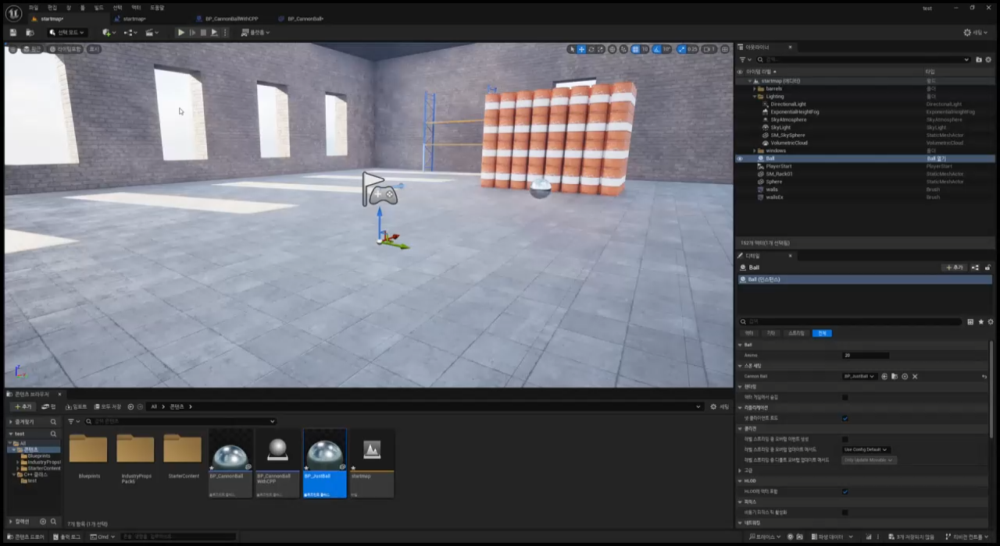 파일 편집 창 툴 빌드 선택 액터 도움말
test
startmap*
startmap*
BP_CannonBallWithCPP
BP_CannonBall*
선택 모드
플랫폼
세팅
원근
라이팅포함
표시
10
10°
0.25
1
아웃라이너
검색...
아이템 라벨
타입
startmap (에디터)
월드
barrels
폴더
Lighting
폴더
DirectionalLight
DirectionalLight
ExponentialHeightFog
ExponentialHeightFog
SkyAtmosphere
SkyAtmosphere
SkyLight
SkyLight
SM_SkySphere
StaticMeshActor
VolumetricCloud
VolumetricCloud
windows
폴더
Ball
Ball 열기
PlayerStart
PlayerStart
SM_Rack01
StaticMeshActor
Sphere
StaticMeshActor
walls
Brush
wallsEx
Brush
192개 액터(1개 선택됨)
디테일
Ball
추가
Ball (인스턴스)
검색
액터
기타
스트리밍
전체
Ball
Ammo
20
스폰 세팅
Cannon Ball
BP_JustBall
렌더링
액터 게임에서 숨김
리플리케이션
넷 클라이언트 로드
콜리전
레벨 스트리밍 중 오버랩 이벤트 생성
레벨 스트리밍 중 오버랩 업데이트 메서드
Use Config Default
레벨 스트리밍 중 디폴트 오버랩 업데이트 메서드
Only Update Movable
고급
HLOD
HLOD에 액터 포함
피직스
비동기 피직스 틱 활성화
네트워킹
콘텐츠 브라우저
추가
임포트
모두 저장
All
콘텐츠
세팅
즐겨찾기
test
All
콘텐츠
Blueprints
IndustryProps
StarterContent
C++ 클래스
test
컬렉션
검색 콘텐츠
Blueprints
IndustryProps
Pack6
StarterContent
BP_CannonBall
블루프린트 클래스
BP_CannonBall
WithCPP
블루프린트 클래스
BP_JustBall
블루프린트 클래스
startmap
레벨
7개 항목 (1개 선택)
콘텐츠 드로어
출력 로그
Cmd
콘솔 명령을 입력하세요
트레이스
파생 데이터
3개 저장되지 않음
리비전 컨트롤